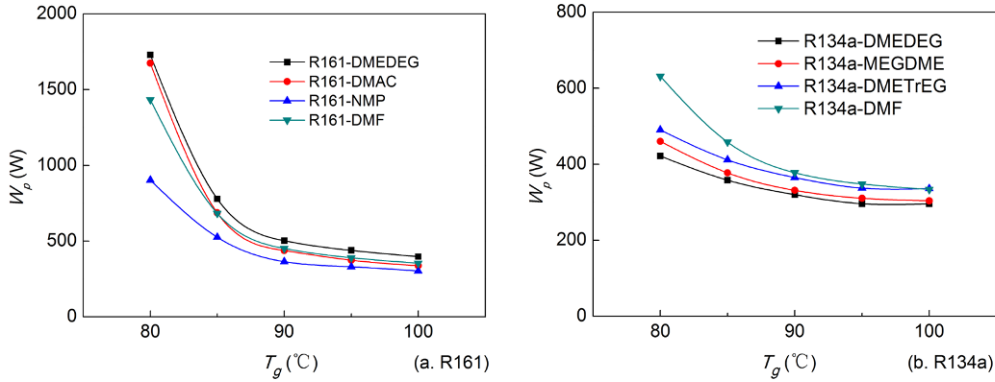 2000
1500
1000
500
0
W_p (W)
R161-DMEDEG
R161-DMAC
R161-NMP
R161-DMF
80 90 100
T_g (℃)
(a. R161)
800
600
400
200
0
W_p (W)
R134a-DMEDEG
R134a-MEGDME
R134a-DMETrEG
R134a-DMF
80 90 100
T_g (℃)
(b. R134a)